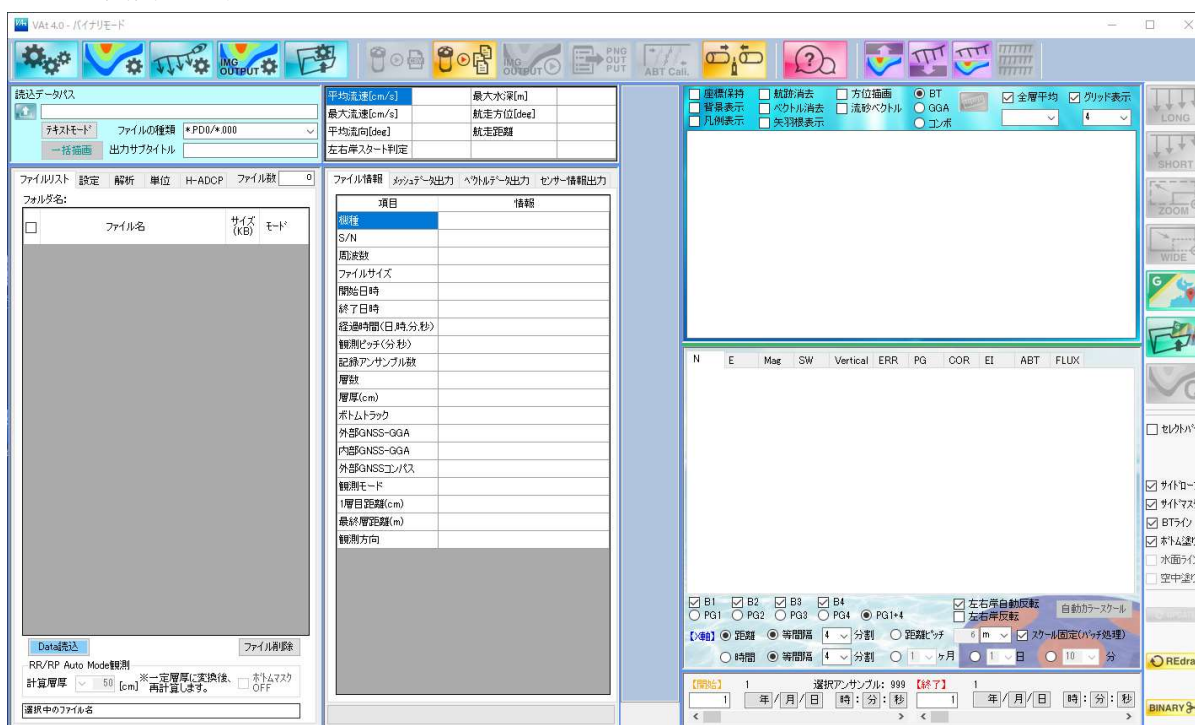 VAt 4.0 - バイナリモード
IMG OUTPUT
IMG OUTPUT
PNG OUT PUT
ABT Cali.
読込データパス
テキストモード ファイルの種類 *.PD0/*.000
一括描画 出力サブタイトル
平均流速[cm/s] 最大水深[m]
最大流速[cm/s] 航走方位[deg]
平均流向[deg] 航走距離
左右岸スタート判定
座標保持 航跡消去 方位描画 BT 全層平均 グリッド表示
背景表示 ベクトル消去 流砂ベクトル GGA 4
凡例表示 矢羽根表示 コンボ
LONG
SHORT
ZOOM
WIDE
G
ファイルリスト 設定 解析 単位 H-ADCP ファイル数 0
フォルダ名:
ファイル名 サイズ(KB) モード
ファイル情報 メッシュデータ出力 ベクトルデータ出力 センサー情報出力
項目 情報
機種
S/N
周波数
ファイルサイズ
開始日時
終了日時
経過時間(日,時,分,秒)
観測ピッチ(分:秒)
記録アンサンブル数
層数
層厚(cm)
ボトムトラック
外部GNSS-GGA
内部GNSS-GGA
外部GNSSコンパス
観測モード
1層目距離(cm)
最終層距離(m)
観測方向
N E Mag SW Vertical ERR PG COR EI ABT FLUX
B1 B2 B3 B4 左右岸自動反転 自動カラースケール
PG1 PG2 PG3 PG4 PG1+4 左右岸反転
【X軸】 距離 等間隔 4 分割 距離ピッチ 6 m スケール固定(バッチ処理)
時間 等間隔 4 分割 1 ヶ月 1 日 10 分
【開始】 1 選択アンサンブル: 999 【終了】 1
1 年/月/日 時:分:秒 1 年/月/日 時:分:秒
BTライン
水面ライ
空中塗り
REdra
BINARY
Data読込 ファイル削除
RR/RP Auto Mode観測
計算層厚 50 [cm] ※一定層厚に変換後、再計算します。 ボトムマスク OFF
選択中のファイル名